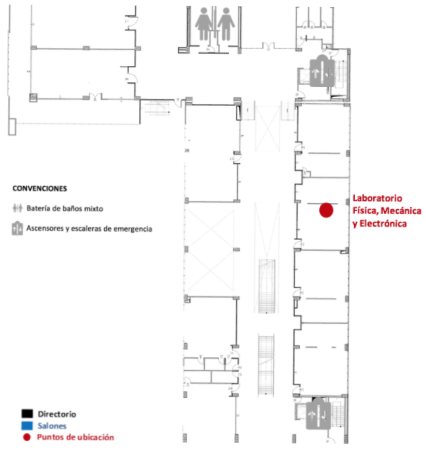 CONVENCIONES
Batería de baños mixto
Ascensores y escaleras de emergencia
Laboratorio
Física, Mecánica
y Electrónica
Directorio
Salones
Puntos de ubicación